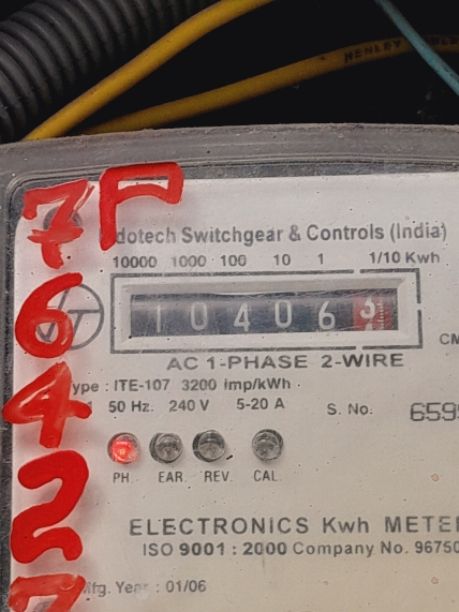 7 P
dotech Switchgear & Controls (India)
10000 1000 100 10 1 1/10 Kwh
6
1 0 4 0 6
CM
AC 1-PHASE 2-WIRE
ype : ITE-107 3200 imp/kWh
4
50 Hz. 240 V 5-20 A S. No. 659
PH. EAR. REV. CAL.
2
ELECTRONICS Kwh METE
ISO 9001 : 2000 Company No. 96750
Mfg. Year : 01/06